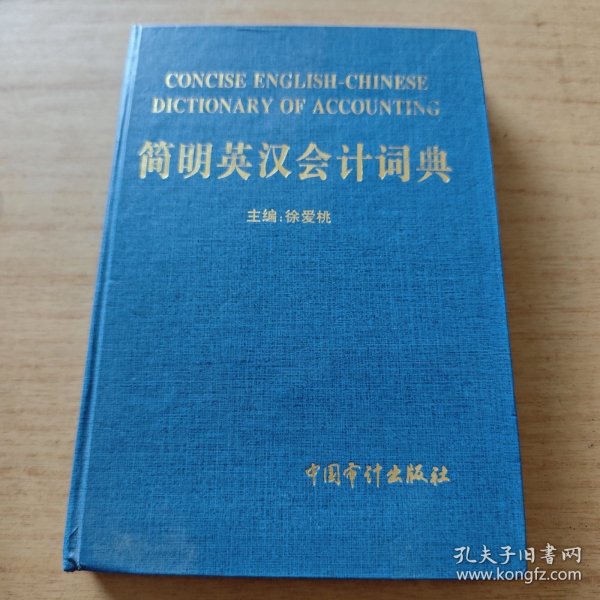 CONCISE ENGLISH-CHINESE
DICTIONARY OF ACCOUNTING
简明英汉会计词典
主编:徐爱桃
中国审计出版社
孔夫子旧書网
www.kongfz.com